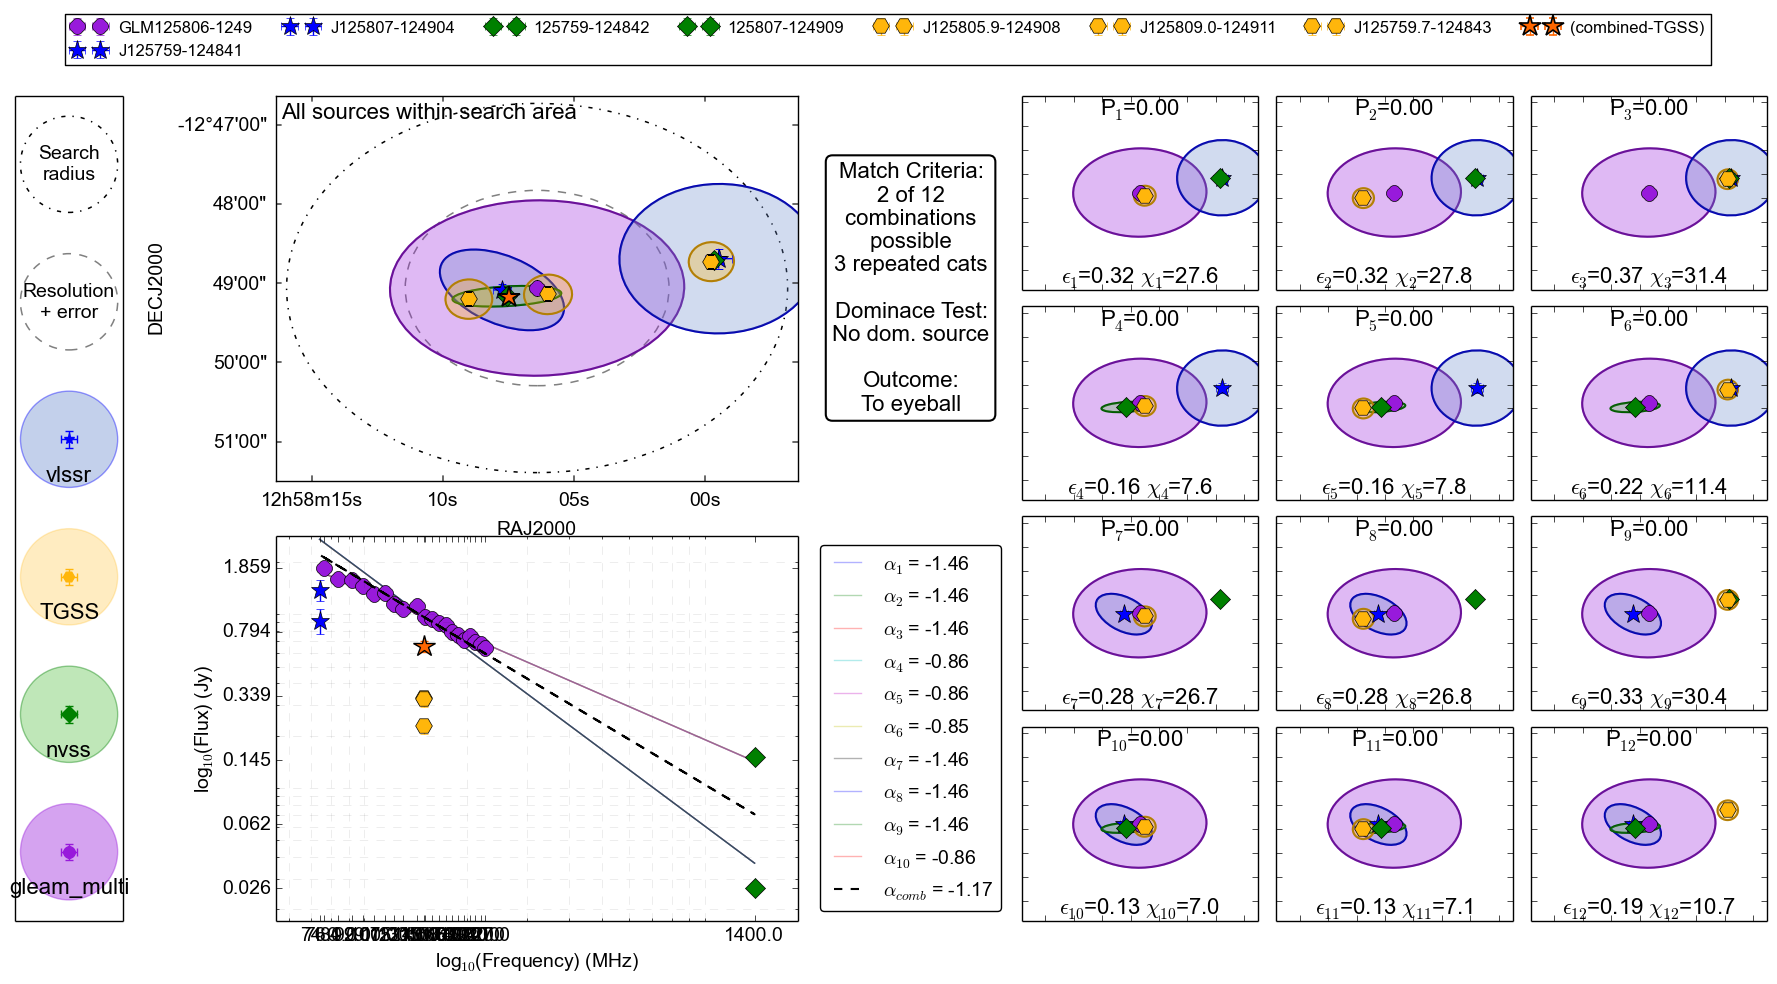 GLM125806-1249 J125807-124904 125759-124842 125807-124909 J125805.9-124908 J125809.0-124911 J125759.7-124843 (combined-TGSS)
J125759-124841
Search
radius
Resolution
+ error
vlssr
TGSS
nvss
gleam_multi
All sources within search area
DECJ2000
-12°47'00"
48'00"
49'00"
50'00"
51'00"
12h58m15s 10s 05s 00s
RAJ2000
Match Criteria:
2 of 12
combinations
possible
3 repeated cats
Dominace Test:
No dom. source
Outcome:
To eyeball
log10(Flux) (Jy)
1.859
0.794
0.339
0.145
0.062
0.026
1400.0
log10(Frequency) (MHz)
α1 = -1.46
α2 = -1.46
α3 = -1.46
α4 = -0.86
α5 = -0.86
α6 = -0.85
α7 = -1.46
α8 = -1.46
α9 = -1.46
α10 = -0.86
αcomb = -1.17
P1=0.00 P2=0.00 P3=0.00
ϵ1=0.32 χ1=27.6 ϵ2=0.32 χ2=27.8 ϵ3=0.37 χ3=31.4
P4=0.00 P5=0.00 P6=0.00
ϵ4=0.16 χ4=7.6 ϵ5=0.16 χ5=7.8 ϵ6=0.22 χ6=11.4
P7=0.00 P8=0.00 P9=0.00
ϵ7=0.28 χ7=26.7 ϵ8=0.28 χ8=26.8 ϵ9=0.33 χ9=30.4
P10=0.00 P11=0.00 P12=0.00
ϵ10=0.13 χ10=7.0 ϵ11=0.13 χ11=7.1 ϵ12=0.19 χ12=10.7